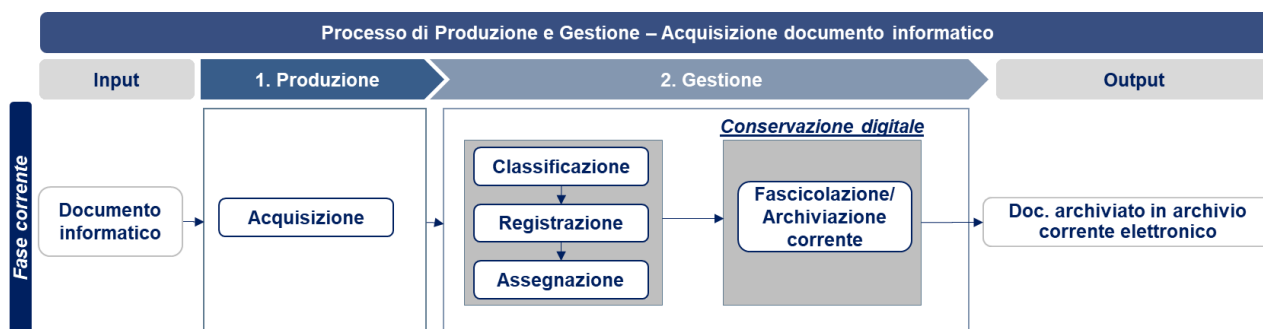 Processo di Produzione e Gestione – Acquisizione documento informatico
Input
1. Produzione
2. Gestione
Output
Fase corrente
Documento
informatico
Acquisizione
Classificazione
Registrazione
Assegnazione
Conservazione digitale
Fascicolazione/
Archiviazione
corrente
Doc. archiviato in archivio
corrente elettronico